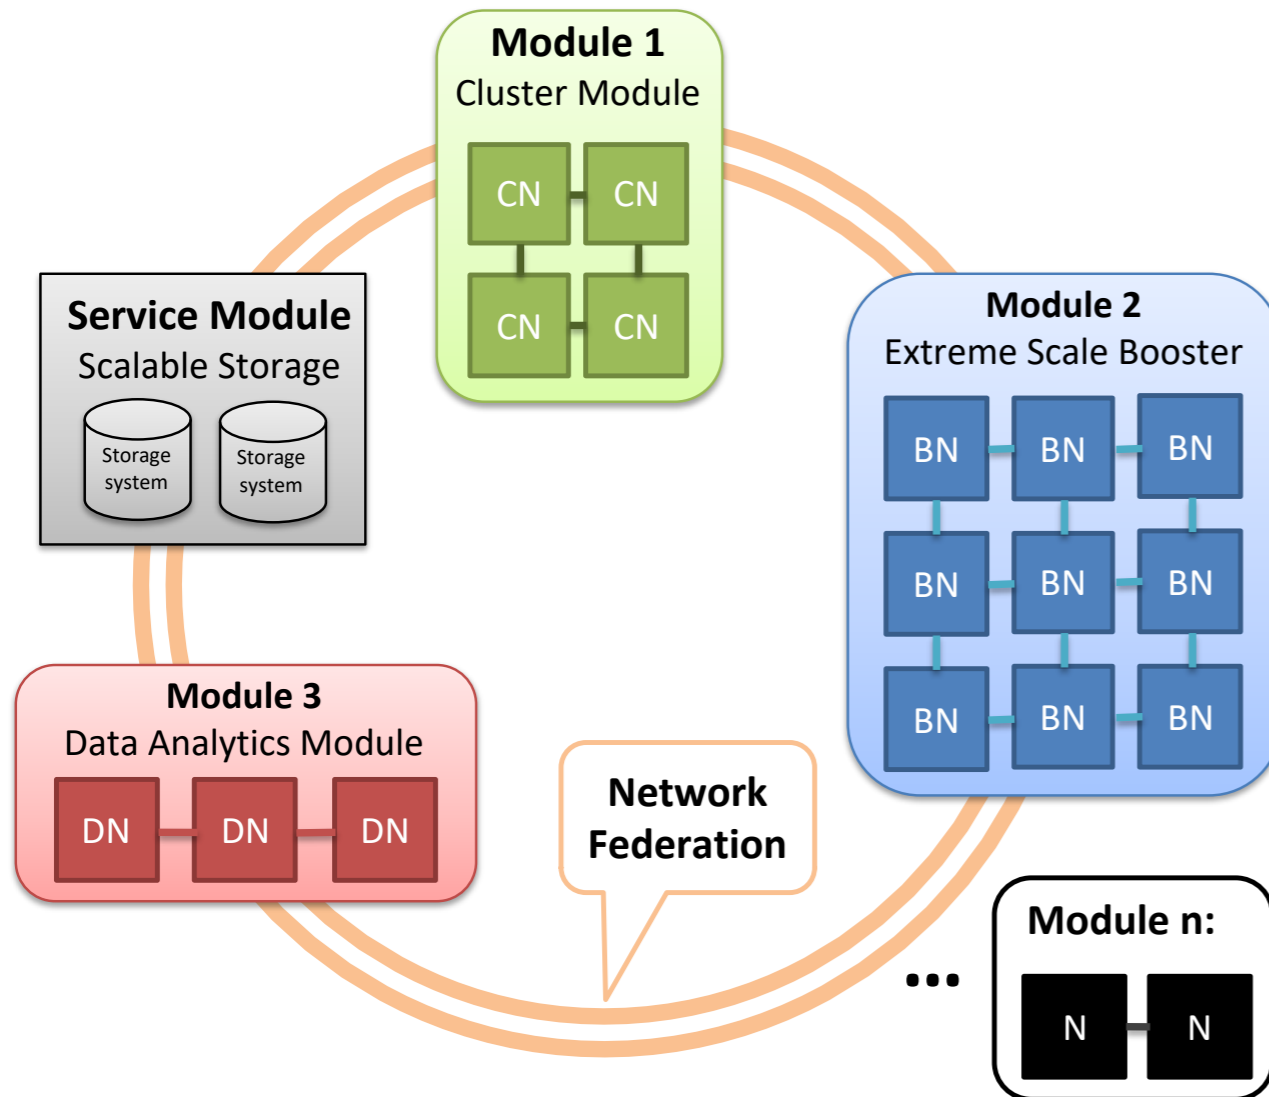 Module 1
Cluster Module
CN CN
CN CN
Service Module
Scalable Storage
Storage
system
Storage
system
Module 2
Extreme Scale Booster
BN BN BN
BN BN BN
BN BN BN
Module 3
Data Analytics Module
DN DN DN
Network
Federation
...
Module n:
N N